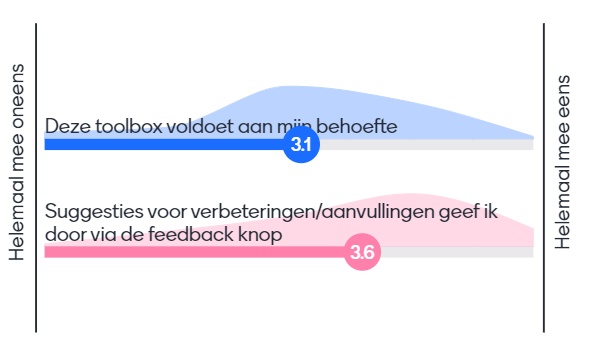 Helemaal mee oneens
Deze toolbox voldoet aan mijn behoefte
3.1
Suggesties voor verbeteringen/aanvullingen geef ik
door via de feedback knop
3.6
Helemaal mee eens